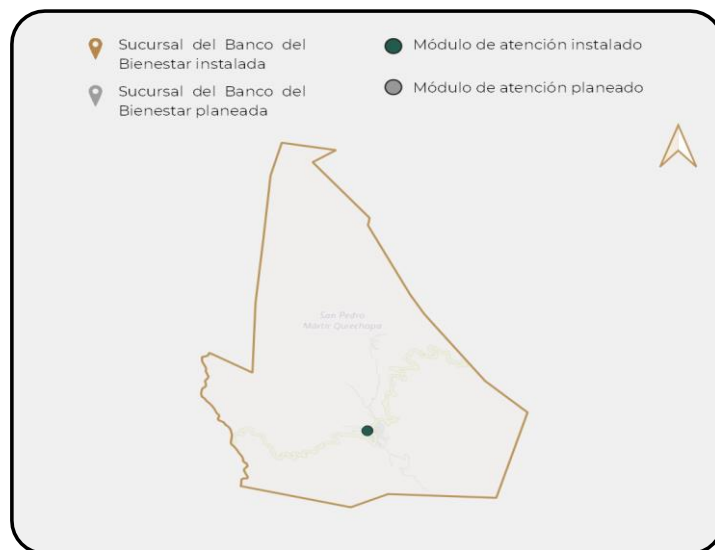 Sucursal del Banco del
Bienestar instalada
Sucursal del Banco del
Bienestar planeada
Módulo de atención instalado
Módulo de atención planeado
San Pedro
Mártir Quiechapa